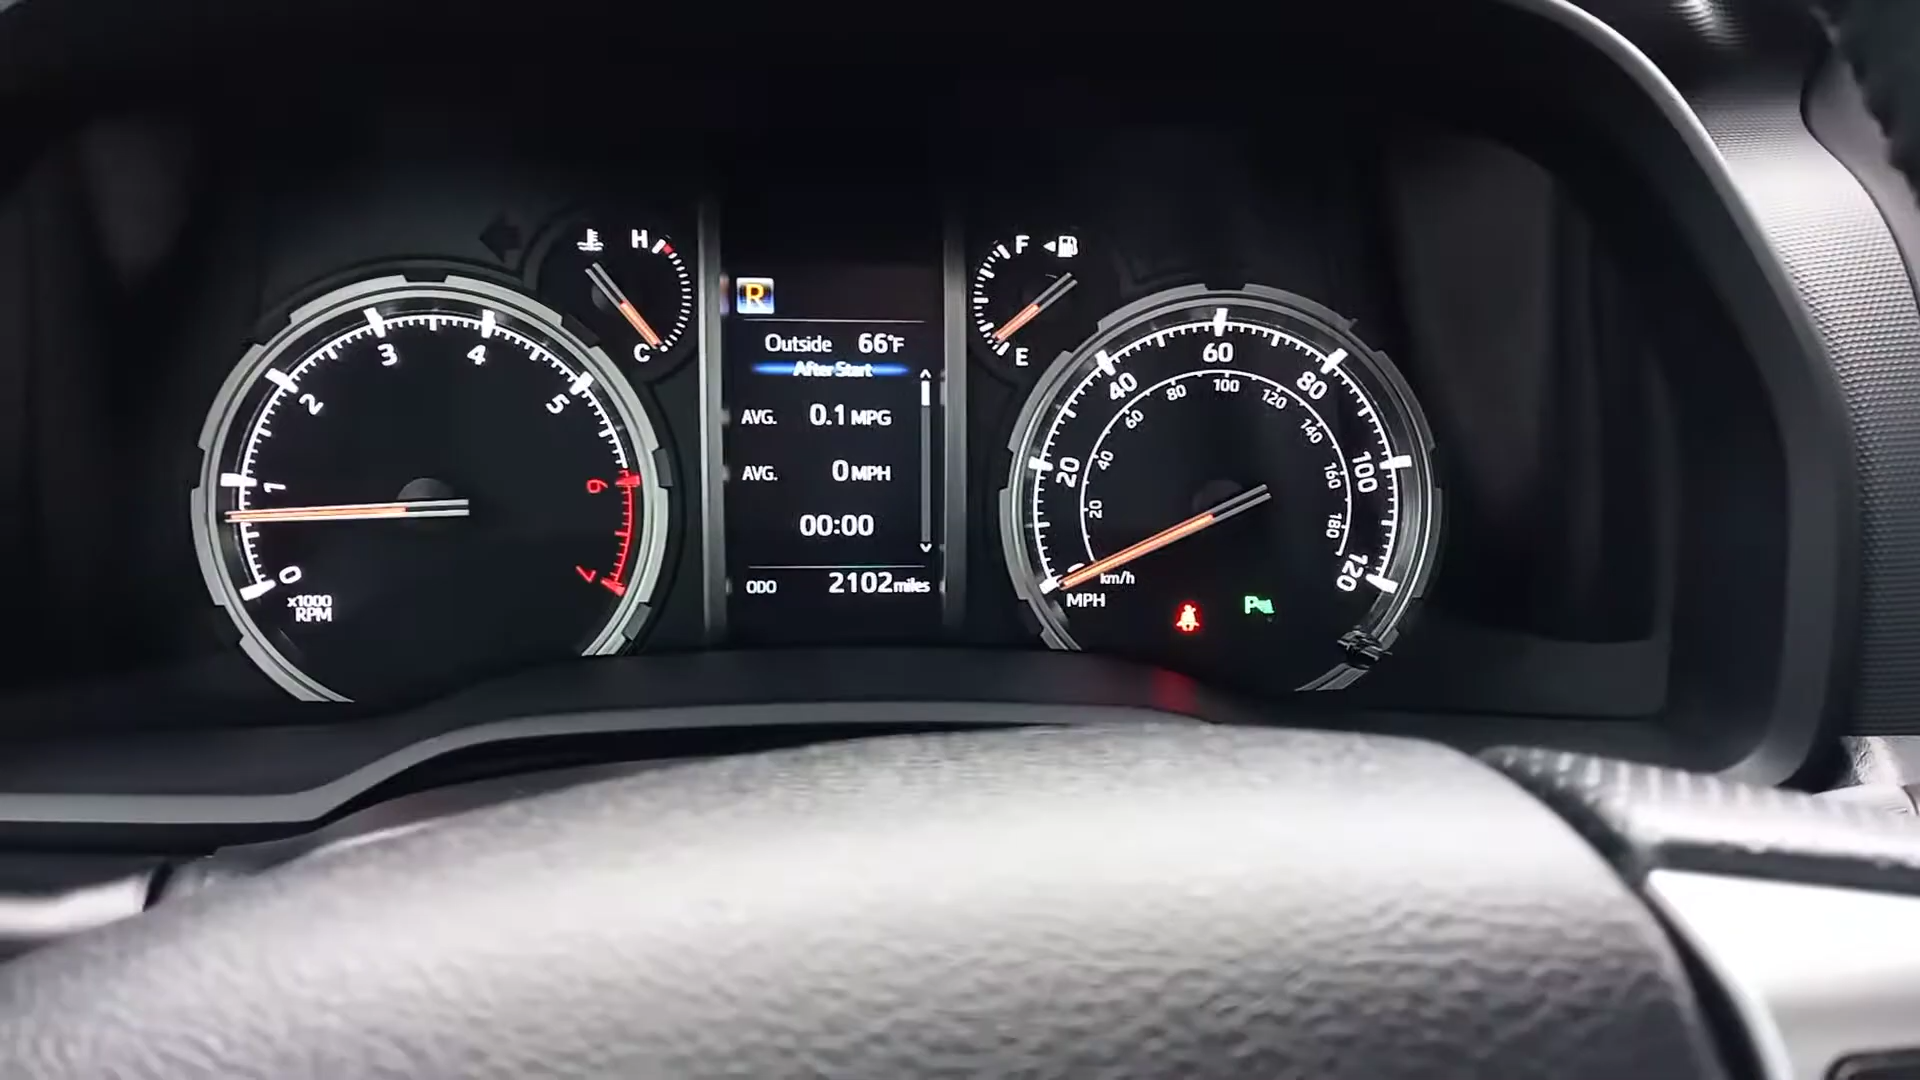 H
C
0
1
2
3
4
5
6
7
x1000
RPM
R
Outside 66°F
After Start
AVG. 0.1 MPG
AVG. 0 MPH
00:00
ODO 2102 miles
F
E
20
40
60
80
100
120
20
40
60
80
100
120
140
160
180
km/h
MPH
P